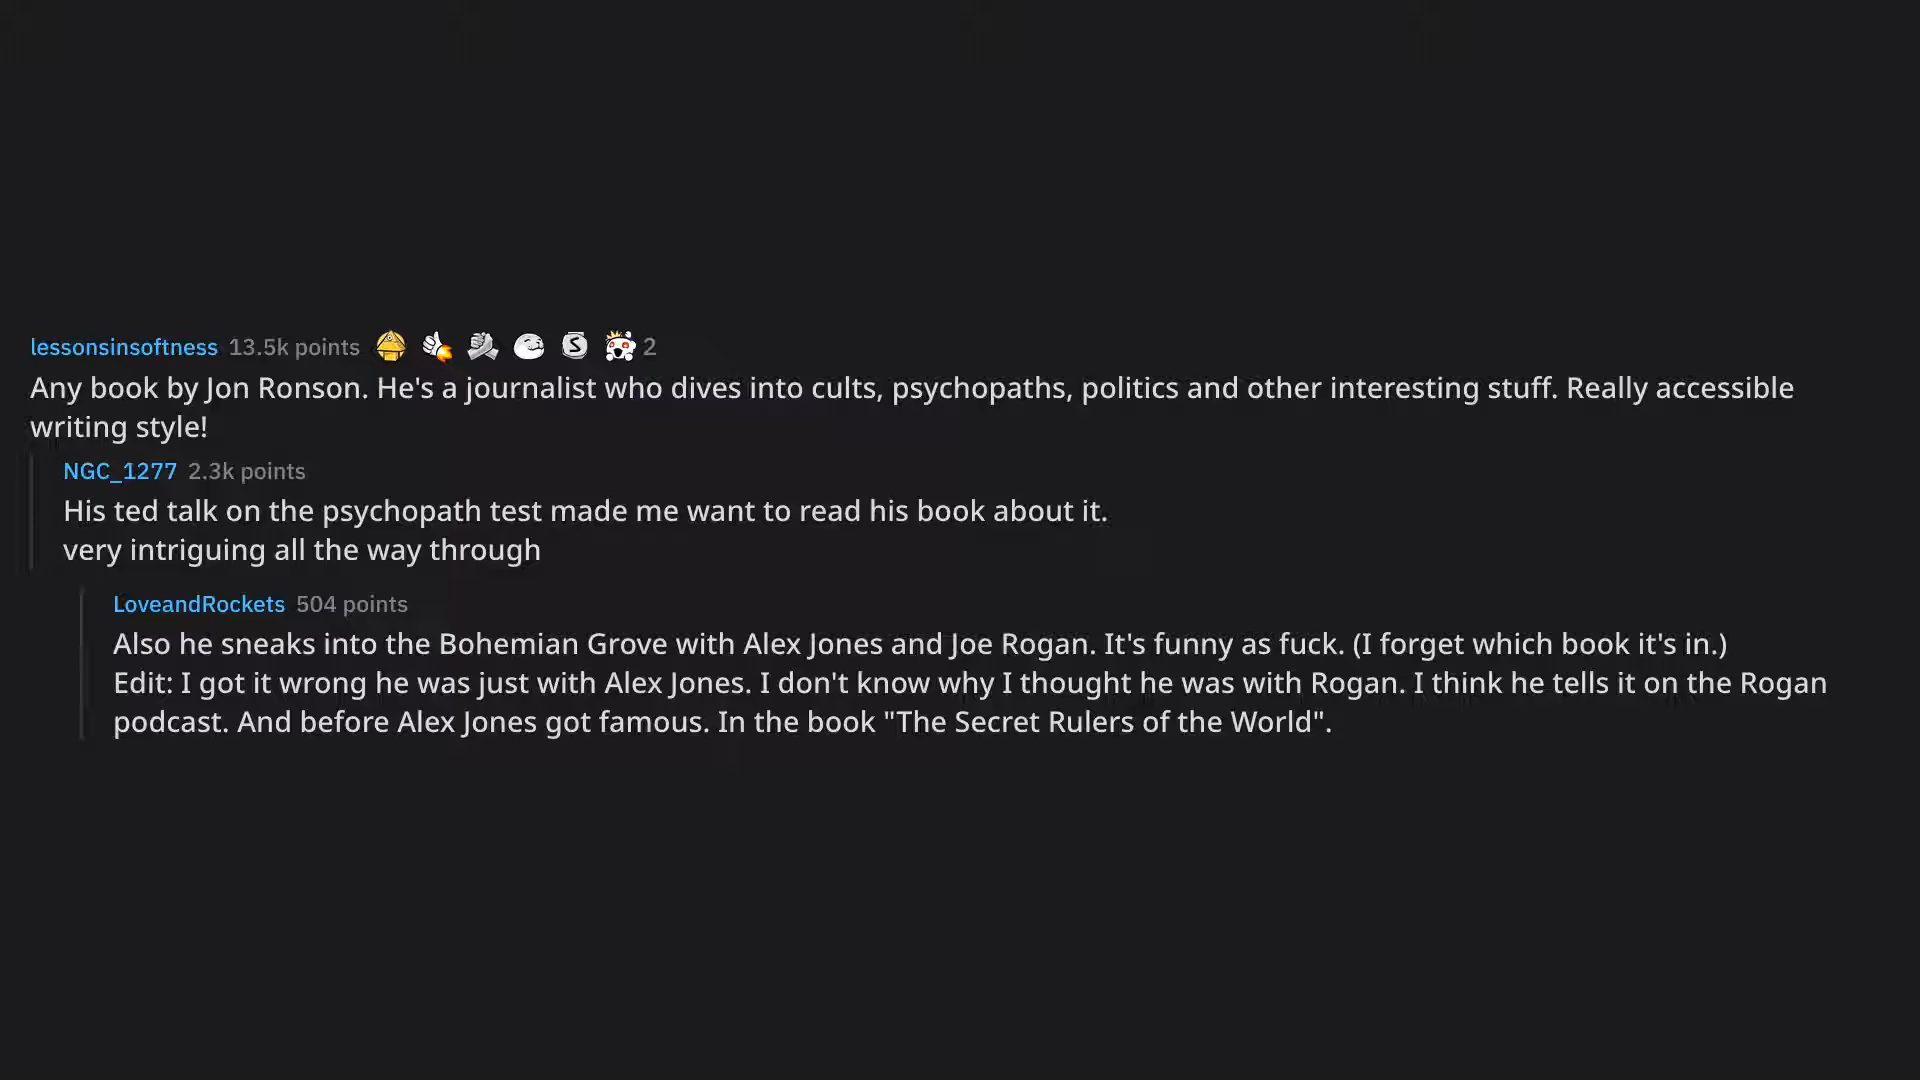 lessonsinsoftness 13.5k points 2
Any book by Jon Ronson. He's a journalist who dives into cults, psychopaths, politics and other interesting stuff. Really accessible
writing style!
NGC_1277 2.3k points
His ted talk on the psychopath test made me want to read his book about it.
very intriguing all the way through
LoveandRockets 504 points
Also he sneaks into the Bohemian Grove with Alex Jones and Joe Rogan. It's funny as fuck. (I forget which book it's in.)
Edit: I got it wrong he was just with Alex Jones. I don't know why I thought he was with Rogan. I think he tells it on the Rogan
podcast. And before Alex Jones got famous. In the book "The Secret Rulers of the World".